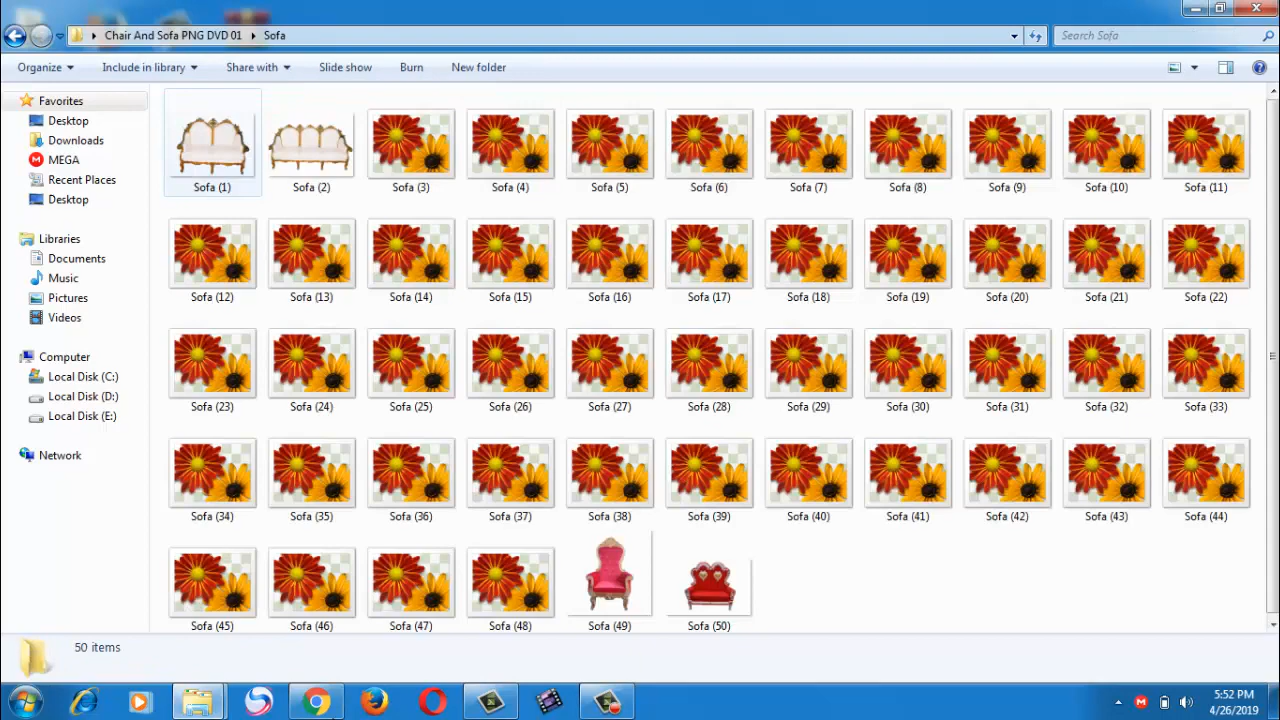 Chair And Sofa PNG DVD 01 Sofa
Search Sofa
Organize Include in library Share with Slide show Burn New folder
Favorites
Desktop
Downloads
MEGA
Recent Places
Desktop
Libraries
Documents
Music
Pictures
Videos
Computer
Local Disk (C:)
Local Disk (D:)
Local Disk (E:)
Network
Sofa (1) Sofa (2) Sofa (3) Sofa (4) Sofa (5) Sofa (6) Sofa (7) Sofa (8) Sofa (9) Sofa (10) Sofa (11)
Sofa (12) Sofa (13) Sofa (14) Sofa (15) Sofa (16) Sofa (17) Sofa (18) Sofa (19) Sofa (20) Sofa (21) Sofa (22)
Sofa (23) Sofa (24) Sofa (25) Sofa (26) Sofa (27) Sofa (28) Sofa (29) Sofa (30) Sofa (31) Sofa (32) Sofa (33)
Sofa (34) Sofa (35) Sofa (36) Sofa (37) Sofa (38) Sofa (39) Sofa (40) Sofa (41) Sofa (42) Sofa (43) Sofa (44)
Sofa (45) Sofa (46) Sofa (47) Sofa (48) Sofa (49) Sofa (50)
50 items
5:52 PM
4/26/2019